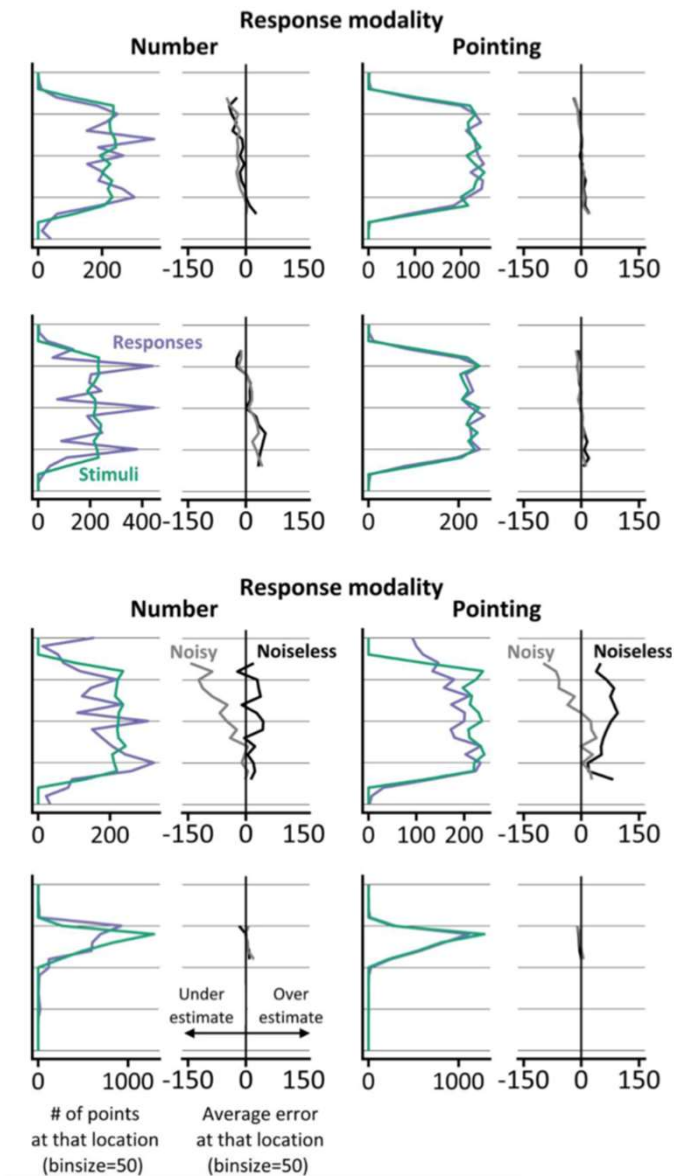 Response modality
Number Pointing
0 200 -150 0 150 0 100 200 -150 0 150
Responses
Stimuli
0 200 400 -150 0 150 0 200 -150 0 150
Response modality
Number Pointing
Noisy Noiseless Noisy Noiseless
0 200 -150 0 150 0 100 200 -150 0 150
Under Over
estimate estimate
0 1000 -150 0 150 0 1000 -150 0 150
# of points Average error
at that location at that location
(binsize=50) (binsize=50)